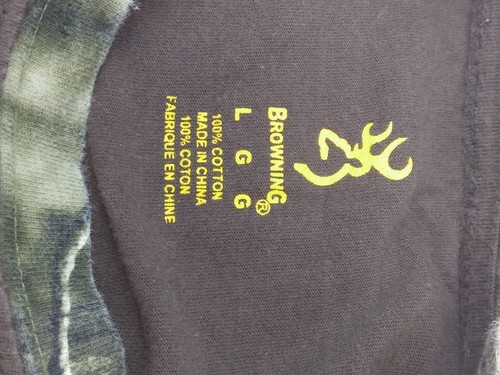 BROWNING®
L G G
100% COTTON
MADE IN CHINA
100% COTON
FABRIQUE EN CHINE